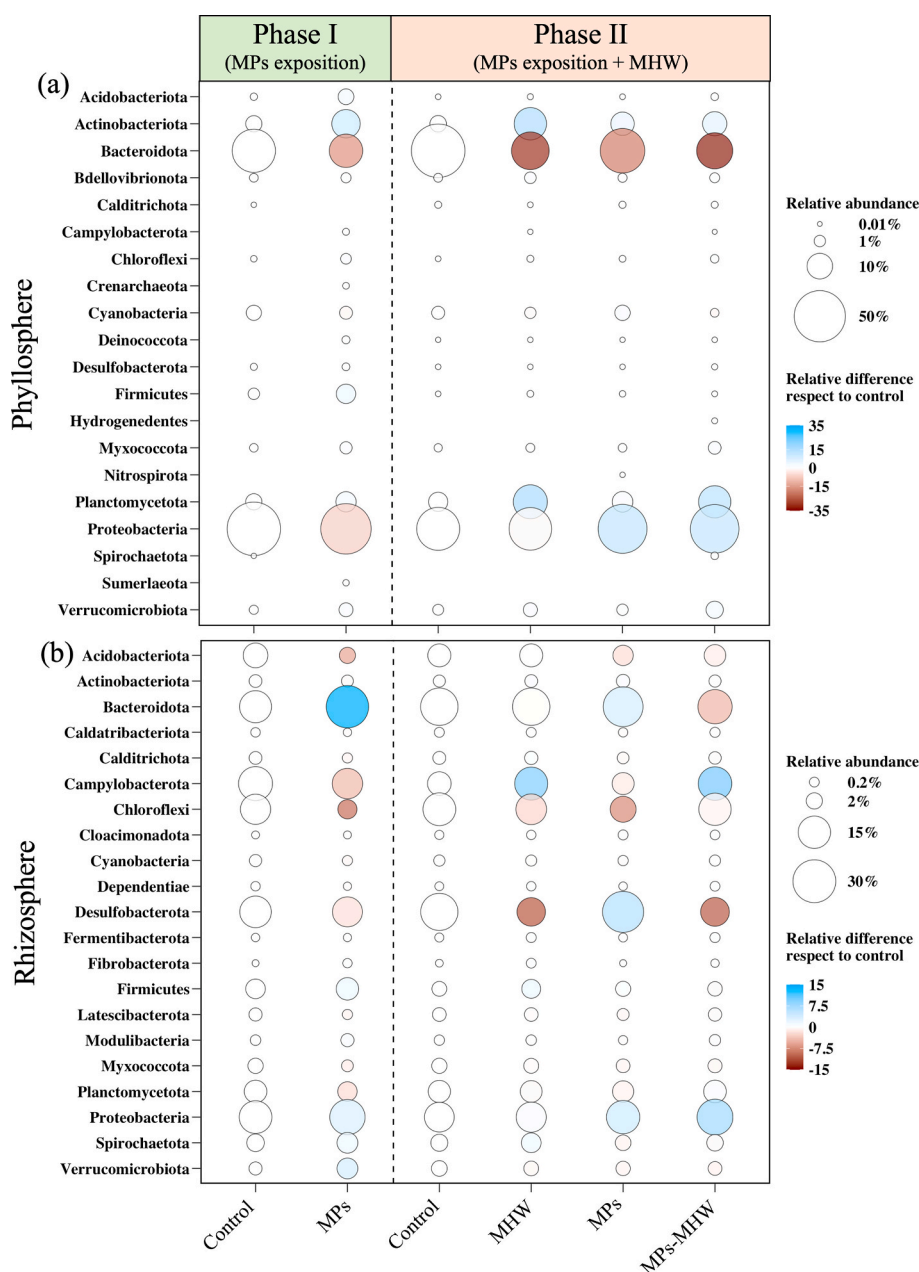 Phase I
(MPs exposition)
Phase II
(MPs exposition + MHW)
(a)
Phyllosphere
Acidobacteriota
Actinobacteriota
Bacteroidota
Bdellovibrionota
Calditrichota
Campylobacterota
Chloroflexi
Crenarchaeota
Cyanobacteria
Deinococcota
Desulfobacterota
Firmicutes
Hydrogenedentes
Myxococcota
Nitrospirota
Planctomycetota
Proteobacteria
Spirochaetota
Sumerlaeota
Verrucomicrobiota
Relative abundance
0.01%
1%
10%
50%
Relative difference
respect to control
35
15
0
-15
-35
(b)
Rhizosphere
Acidobacteriota
Actinobacteriota
Bacteroidota
Caldatribacteriota
Calditrichota
Campylobacterota
Chloroflexi
Cloacimonadota
Cyanobacteria
Dependentiae
Desulfobacterota
Fermentibacterota
Fibrobacterota
Firmicutes
Latescibacterota
Modulibacteria
Myxococcota
Planctomycetota
Proteobacteria
Spirochaetota
Verrucomicrobiota
Relative abundance
0.2%
2%
15%
30%
Relative difference
respect to control
15
7.5
0
-7.5
-15
Control
MPs
Control
MHW
MPs
MPs-MHW